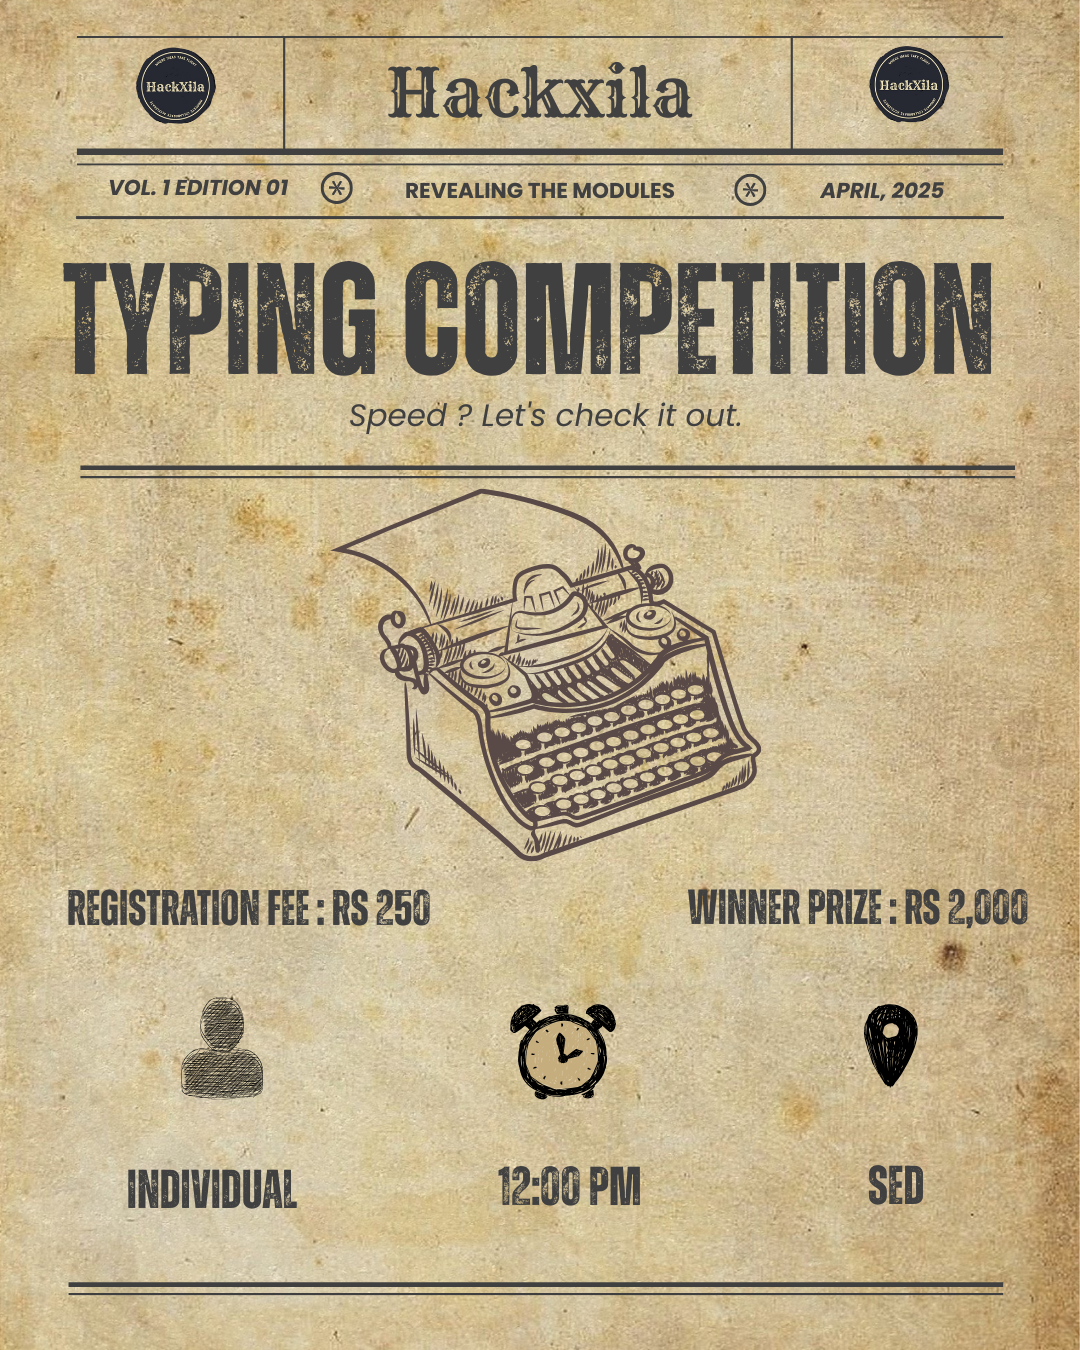 HackXila
Hackxila
HackXila
VOL. 1 EDITION 01
REVEALING THE MODULES
APRIL, 2025
TYPING COMPETITION
Speed ? Let's check it out.
REGISTRATION FEE : RS 250
WINNER PRIZE : RS 2,000
INDIVIDUAL
12:00 PM
SED